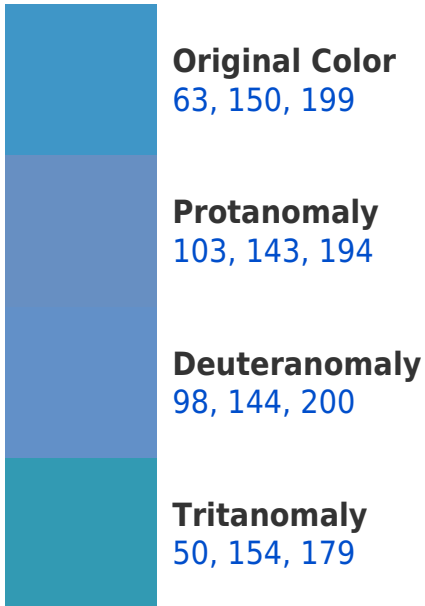 Original Color
63, 150, 199
Protanomaly
103, 143, 194
Deuteranomaly
98, 144, 200
Tritanomaly
50, 154, 179